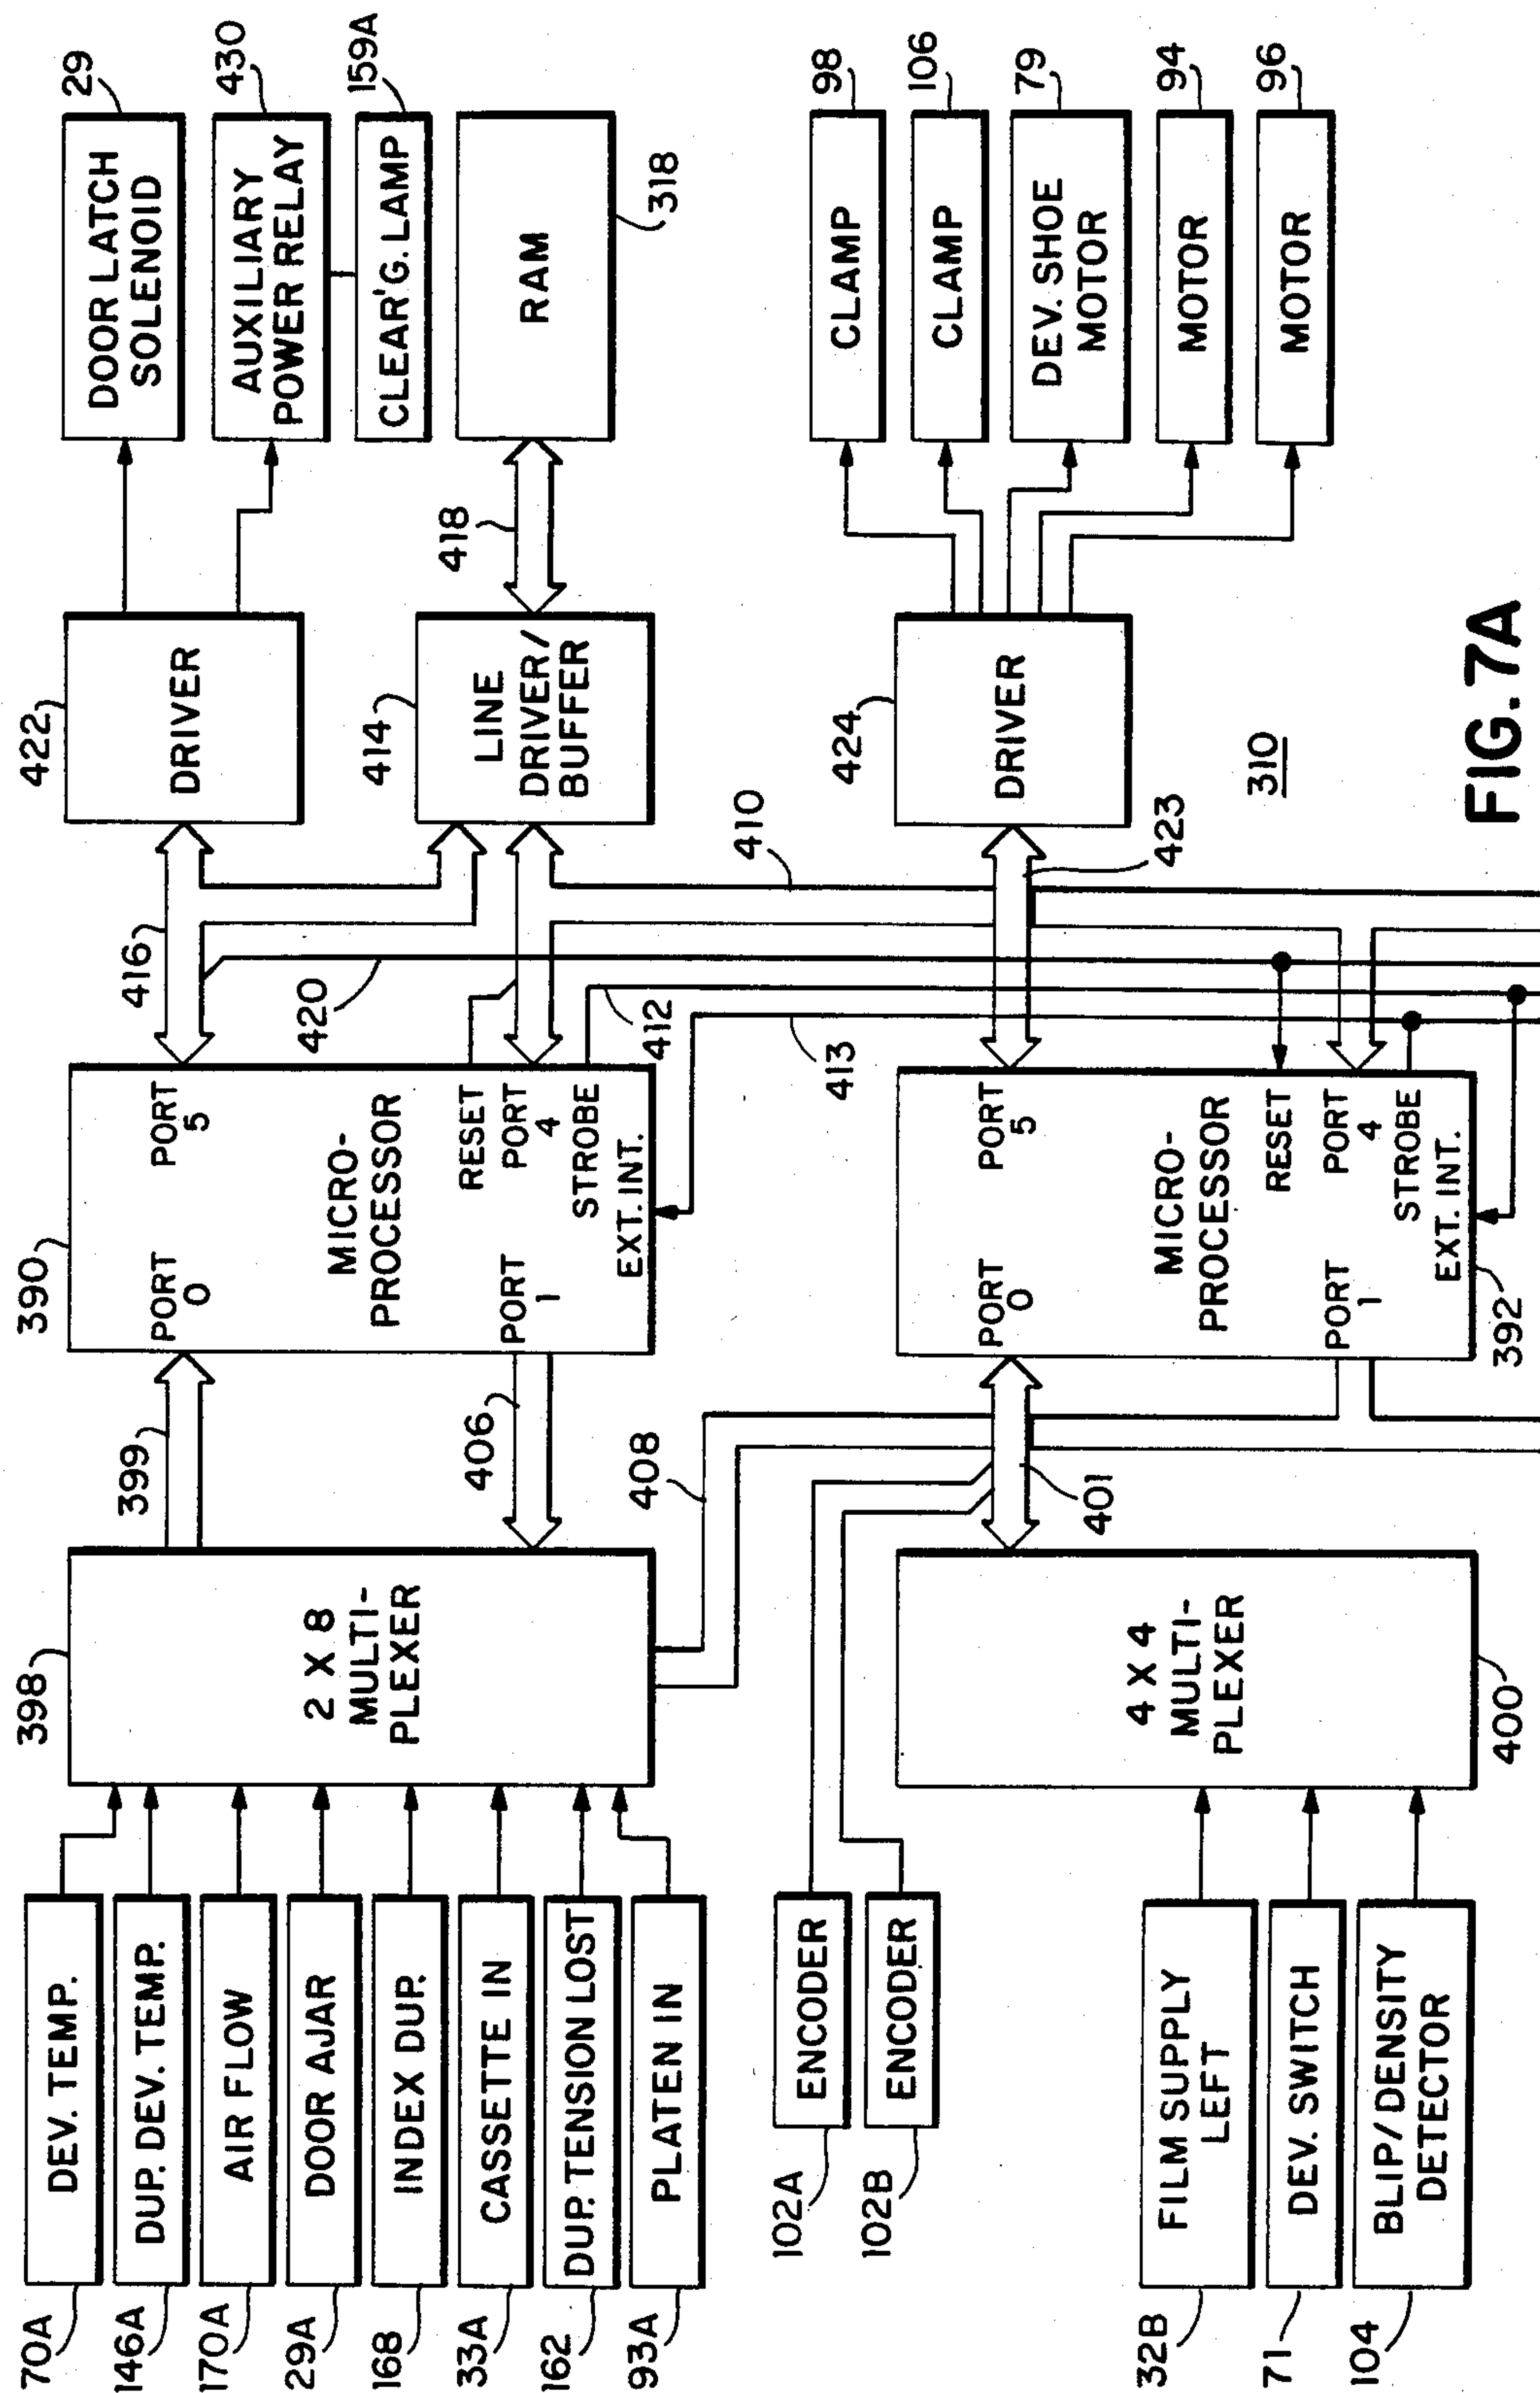 70A
DEV. TEMP.
146A
DUP. DEV. TEMP.
170A
AIR FLOW
29A
DOOR AJAR
168
INDEX DUP.
33A
CASSETTE IN
162
DUP. TENSION LOST
93A
PLATEN IN
102A
ENCODER
102B
ENCODER
32B
FILM SUPPLY
LEFT
71
DEV. SWITCH
104
BLIP/DENSITY
DETECTOR
398
2 X 8
MULTI-
PLEXER
400
4 X 4
MULTI-
PLEXER
399
406
408
401
390
PORT
0
PORT
5
MICRO-
PROCESSOR
RESET
PORT
1
PORT
4
STROBE
EXT. INT.
392
PORT
0
PORT
5
MICRO-
PROCESSOR
RESET
PORT
1
PORT
4
STROBE
EXT. INT.
416
420
412
413
410
423
422
DRIVER
414
LINE
DRIVER/
BUFFER
424
DRIVER
418
29
DOOR LATCH
SOLENOID
430
AUXILIARY
POWER RELAY
159A
CLEAR'G. LAMP
RAM
318
98
CLAMP
106
CLAMP
79
DEV. SHOE
MOTOR
94
MOTOR
96
MOTOR
310
FIG. 7A